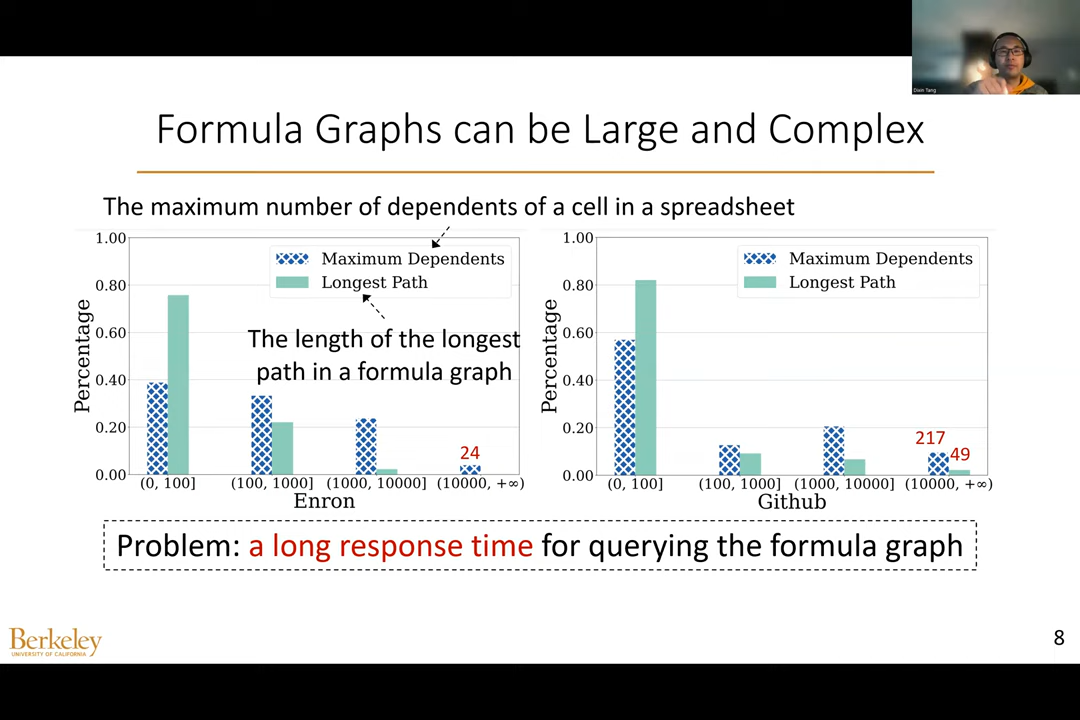 Dixin Tang
Formula Graphs can be Large and Complex
The maximum number of dependents of a cell in a spreadsheet
1.00
0.80
0.60
0.40
0.20
0.00
Percentage
Maximum Dependents
Longest Path
The length of the longest
path in a formula graph
24
(0, 100]
(100, 1000]
(1000, 10000]
(10000, +∞)
Enron
1.00
0.80
0.60
0.40
0.20
0.00
Percentage
Maximum Dependents
Longest Path
217
49
(0, 100]
(100, 1000]
(1000, 10000]
(10000, +∞)
Github
Problem: a long response time for querying the formula graph
Berkeley
UNIVERSITY OF CALIFORNIA
8